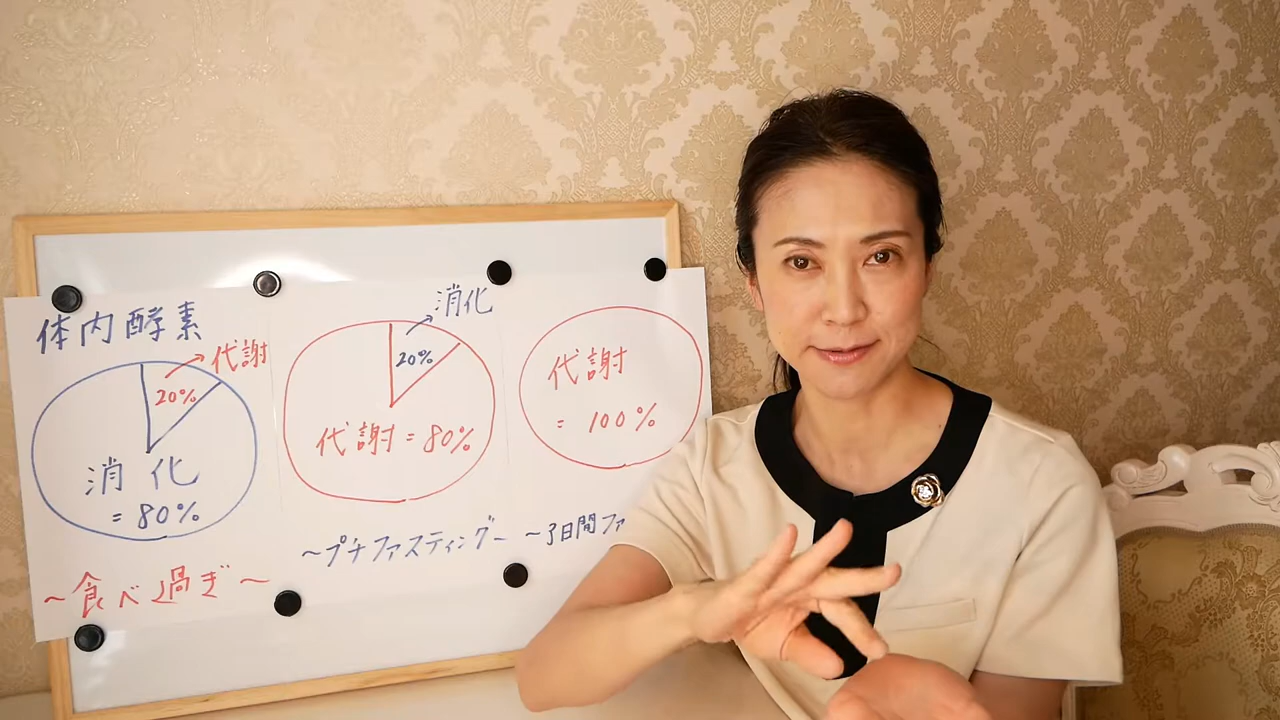 体内酵素
代謝
20%
消化
= 80%
~食べ過ぎ~
消化
20%
代謝 = 80%
~プチファスティング~
代謝
= 100%
~3日間ファ